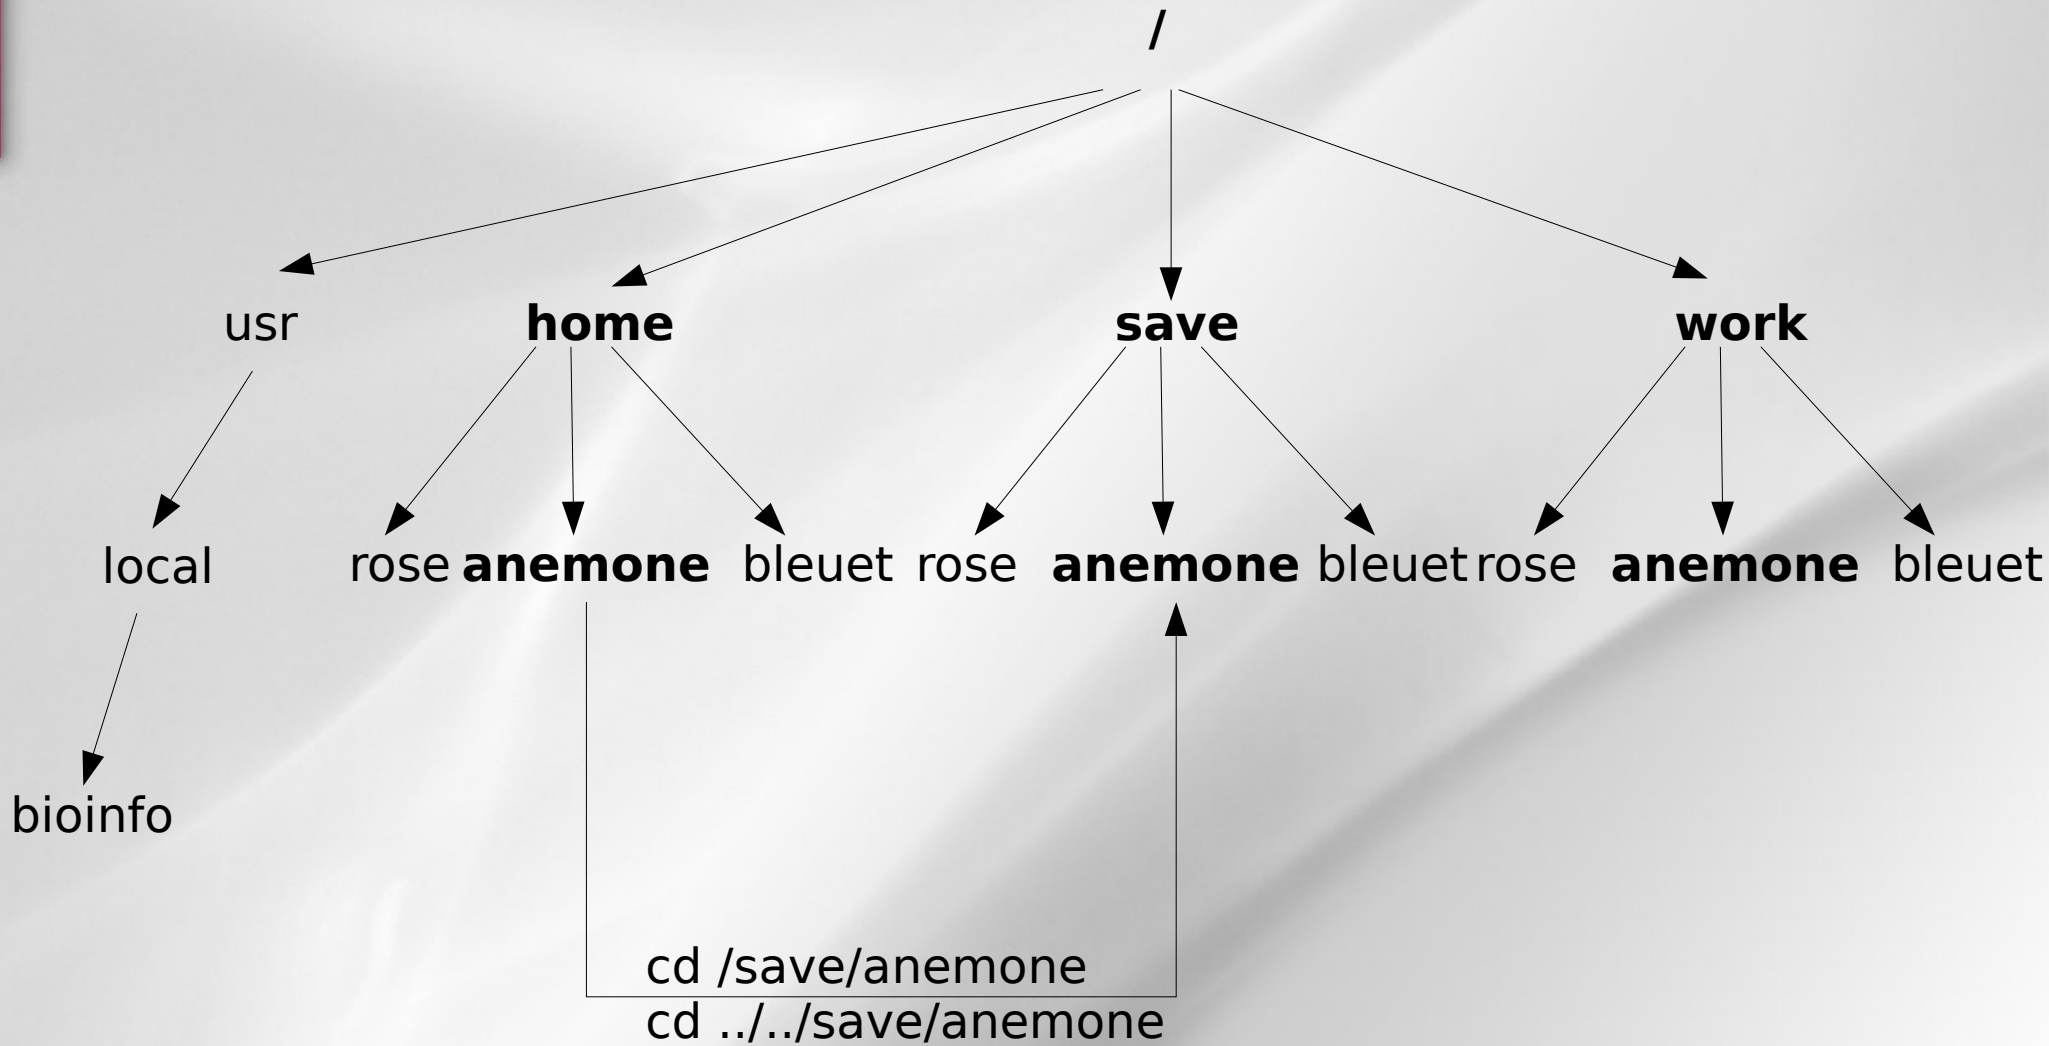 /
usr home save work
local rose anemone bleuet rose anemone bleuet rose anemone bleuet
bioinfo
cd /save/anemone
cd ../../save/anemone